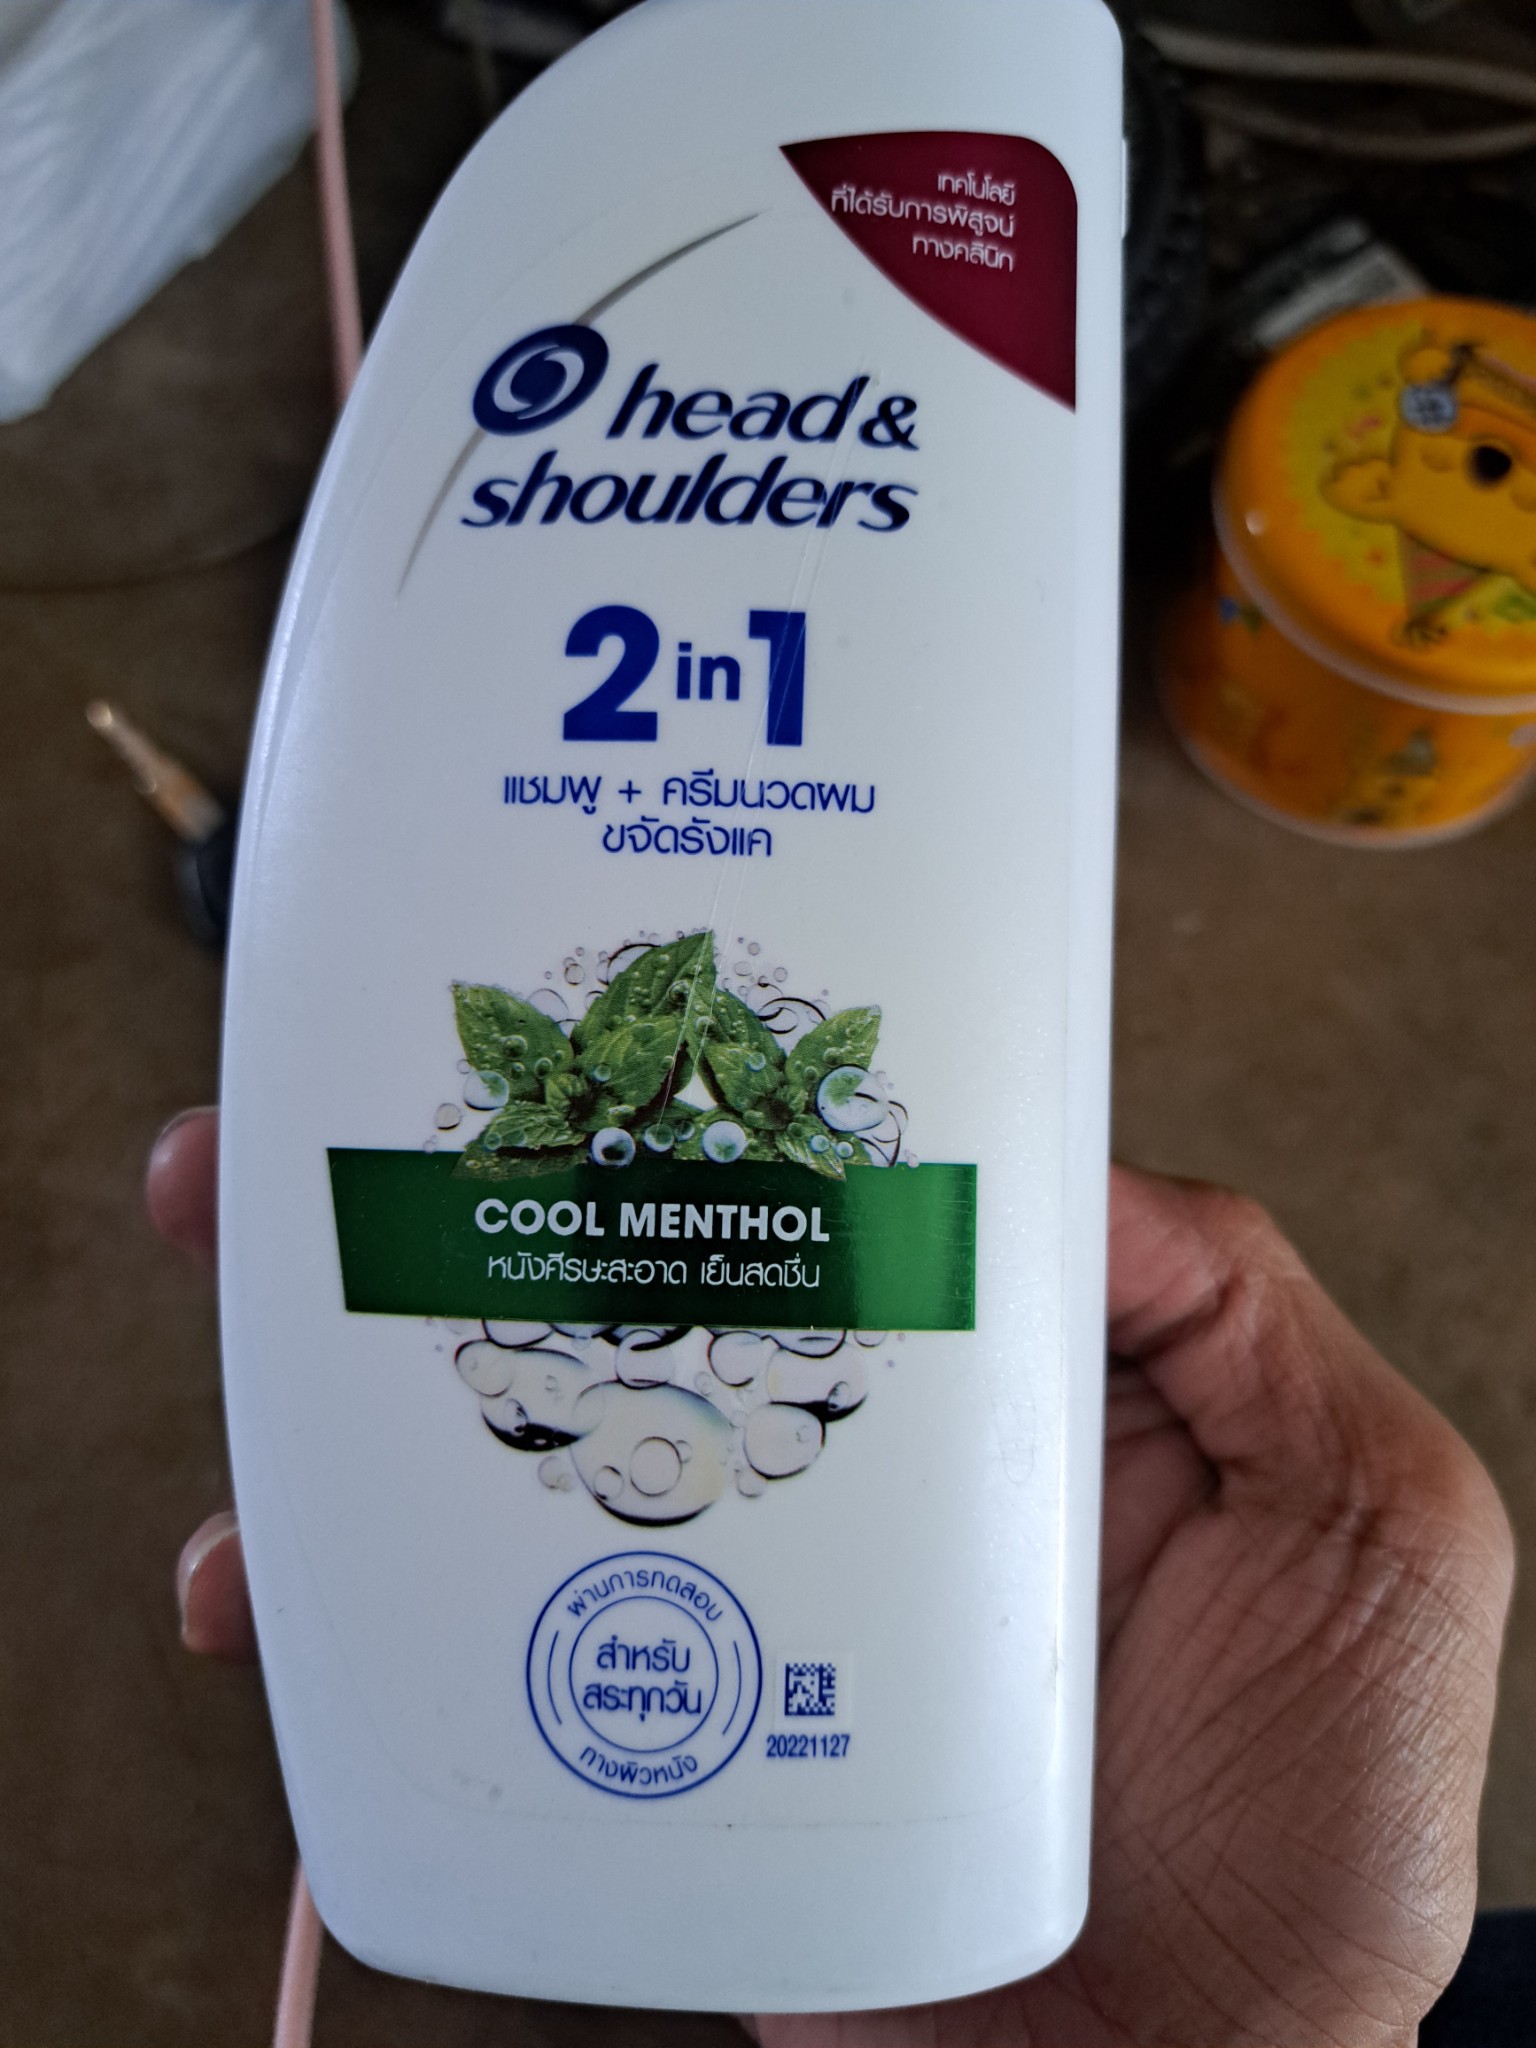 เทคโนโลยี
ที่ได้รับการพิสูจน์
ทางคลินิก
head &
shoulders
2 in 1
แชมพู + ครีมนวดผม
ขจัดรังแค
COOL MENTHOL
หนังศีรษะสะอาด เย็นสดชื่น
ผ่านการทดสอบ
สำหรับ
สระทุกวัน
ทางผิวหนัง
20221127